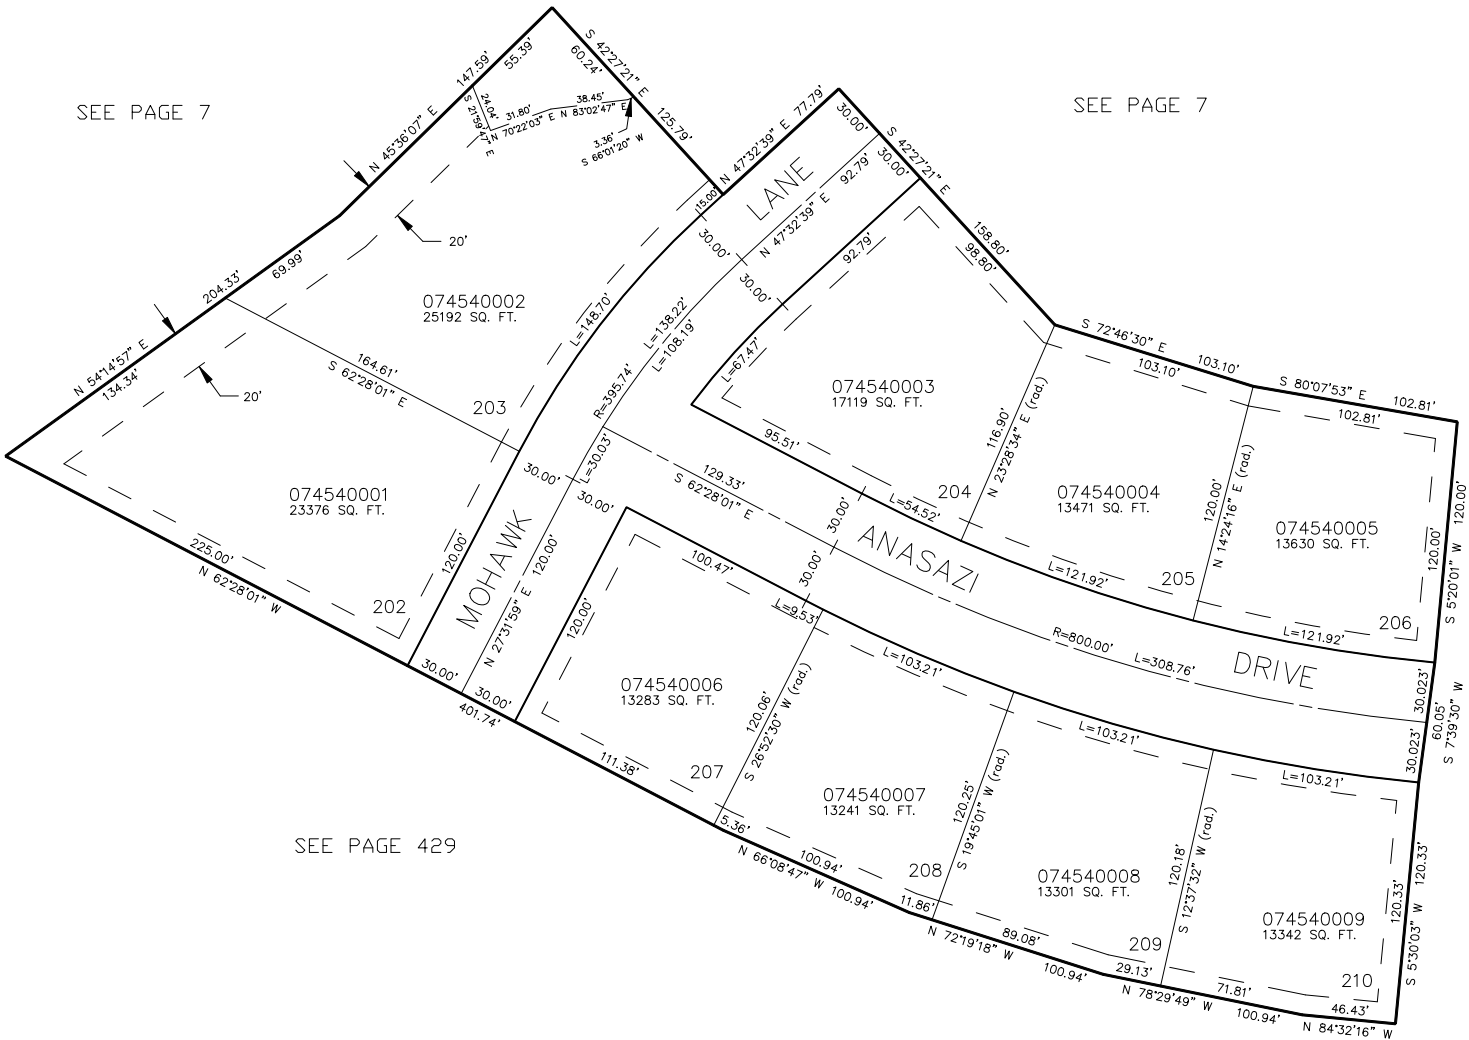 SEE PAGE 7
SEE PAGE 7
SEE PAGE 429
147.59'
55.39'
N 45°36'07" E
S 42°27'21" E
60.24'
125.79'
24.04'
S 21°59'47" E
31.80'
N 70°22'03" E
38.45'
N 83°02'47" E
3.36'
S 66°01'20" W
N 47°32'39" E 77.79'
15.00'
30.00'
30.00'
S 42°27'21" E
158.80'
98.80'
LANE
92.79'
N 47°32'39" E
92.79'
30.00'
30.00'
20'
20'
204.33'
69.99'
N 54°14'57" E
134.34'
074540002
25192 SQ. FT.
203
164.61'
S 62°28'01" E
L=148.70'
L=138.22'
L=108.19'
R=395.74'
L=30.03'
L=67.47'
074540003
17119 SQ. FT.
204
95.51'
L=54.52'
S 72°46'30" E
103.10'
103.10'
116.90'
N 23°28'34" E (rad.)
074540004
13471 SQ. FT.
205
L=121.92'
S 80°07'53" E
102.81'
102.81'
120.00'
N 14°24'16" E (rad.)
074540005
13630 SQ. FT.
206
L=121.92'
120.00'
120.00'
S 5°20'01" W
074540001
23376 SQ. FT.
202
225.00'
N 62°28'01" W
120.00'
30.00'
30.00'
MOHAWK
N 27°31'59" E
120.00'
30.00'
30.00'
401.74'
129.33'
S 62°28'01" E
30.00'
30.00'
ANASAZI
R=800.00'
L=308.76'
DRIVE
30.023'
30.023'
60.05'
S 7°39'30" W
100.47'
L=9.53'
120.00'
074540006
13283 SQ. FT.
207
111.38'
5.36'
120.06'
S 26°52'30" W (rad.)
L=103.21'
074540007
13241 SQ. FT.
208
100.94'
N 66°08'47" W 100.94'
11.86'
120.25'
S 19°45'01" W (rad.)
L=103.21'
074540008
13301 SQ. FT.
209
89.08'
N 72°19'18" W
100.94'
29.13'
120.18'
S 12°37'32" W (rad.)
L=103.21'
074540009
13342 SQ. FT.
210
71.81'
N 78°29'49" W
100.94'
46.43'
N 84°32'16" W
120.33'
120.33'
S 5°30'03" W